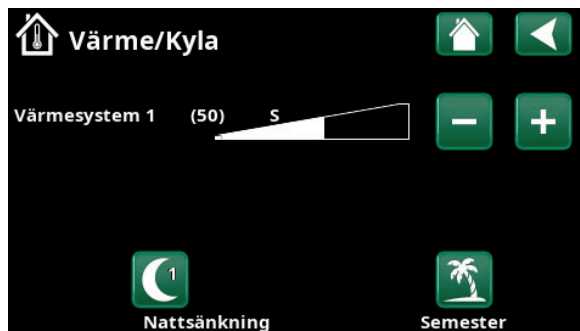 Värme/Kyla
Värmesystem 1 (50) S
1
Nattsänkning Semester